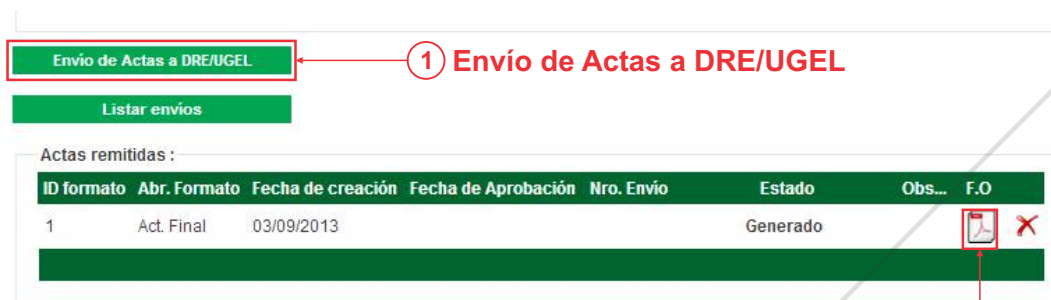 Envío de Actas a DRE/UGEL
1 Envío de Actas a DRE/UGEL
Listar envíos
Actas remitidas :
ID formato Abr. Formato Fecha de creación Fecha de Aprobación Nro. Envío Estado Obs... F.O
1 Act. Final 03/09/2013 Generado